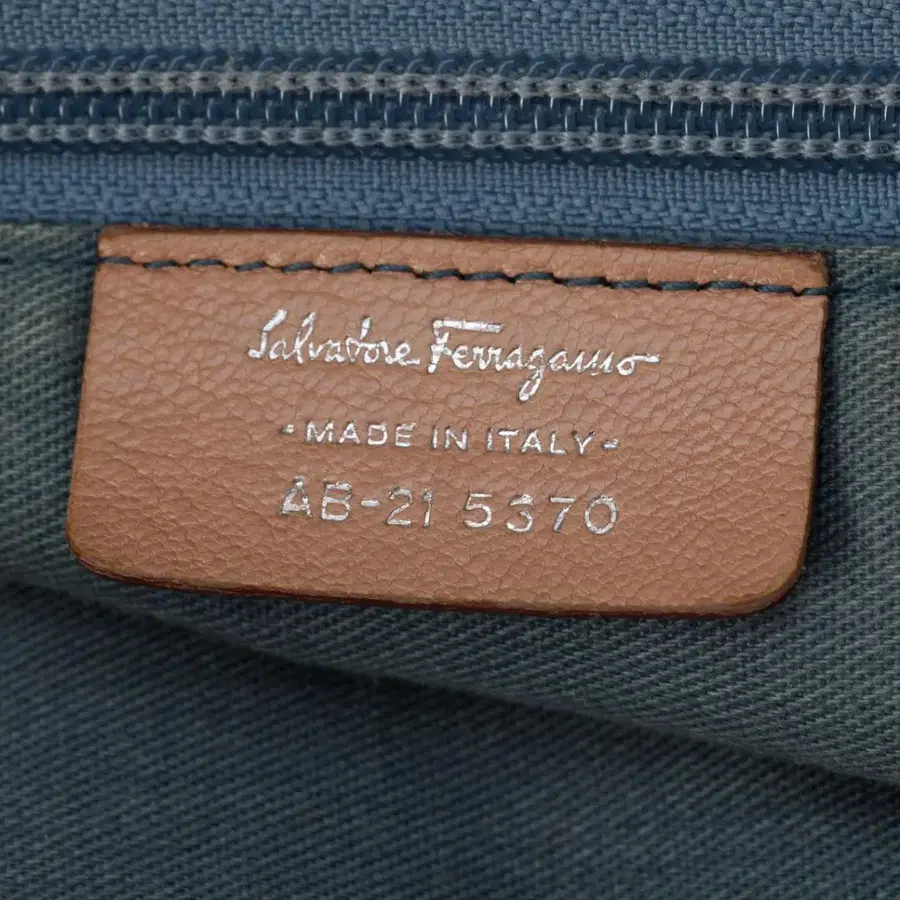 Salvatore Ferragamo
-MADE IN ITALY-
AB-21 5370